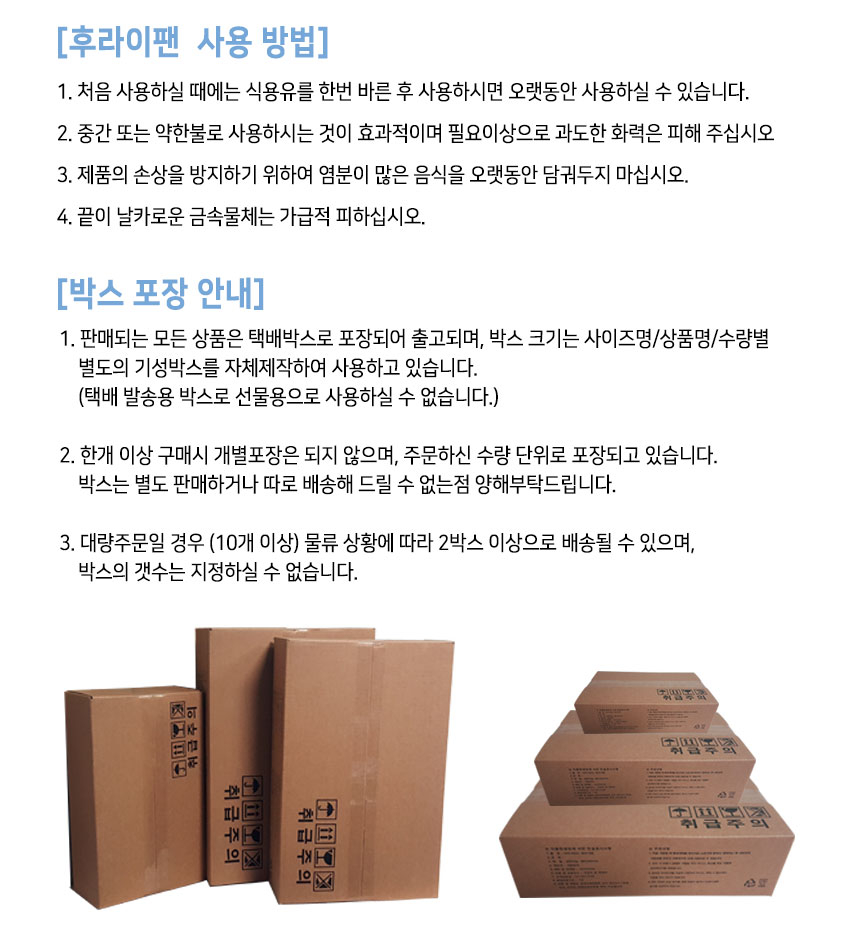 [후라이팬 사용 방법]
1. 처음 사용하실 때에는 식용유를 한번 바른 후 사용하시면 오랫동안 사용하실 수 있습니다.
2. 중간 또는 약한불로 사용하시는 것이 효과적이며 필요이상으로 과도한 화력은 피해 주십시오
3. 제품의 손상을 방지하기 위하여 염분이 많은 음식을 오랫동안 담궈두지 마십시오.
4. 끝이 날카로운 금속물체는 가급적 피하십시오.
[박스 포장 안내]
1. 판매되는 모든 상품은 택배박스로 포장되어 출고되며, 박스 크기는 사이즈명/상품명/수량별
별도의 기성박스를 자체제작하여 사용하고 있습니다.
(택배 발송용 박스로 선물용으로 사용하실 수 없습니다.)
2. 한개 이상 구매시 개별포장은 되지 않으며, 주문하신 수량 단위로 포장되고 있습니다.
박스는 별도 판매하거나 따로 배송해 드릴 수 없는점 양해부탁드립니다.
3. 대량주문일 경우 (10개 이상) 물류 상황에 따라 2박스 이상으로 배송될 수 있으며,
박스의 갯수는 지정하실 수 없습니다.
취급주의
취급주의
취급주의
취급주의
취급주의
취급주의